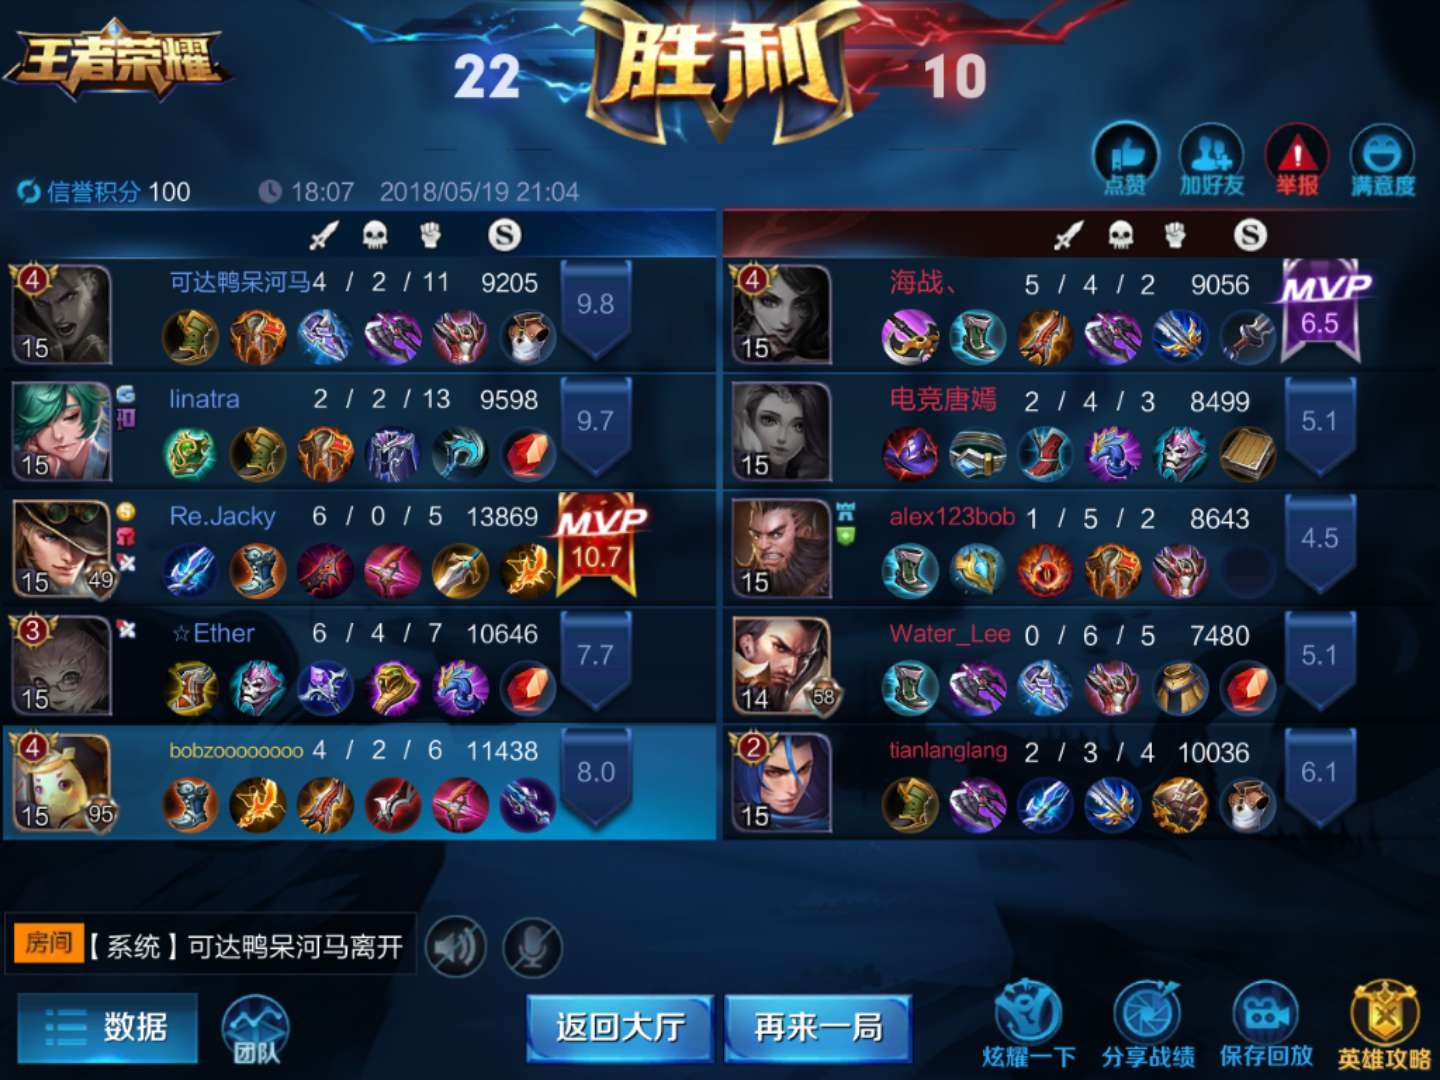 王者荣耀
22
胜利
10
点赞
加好友
举报
满意度
信誉积分 100
18:07 2018/05/19 21:04
S
S
4
15
可达鸭呆河马 4 / 2 / 11 9205
9.8
15
linatra 2 / 2 / 13 9598
9.7
15
49
Re.Jacky 6 / 0 / 5 13869
MVP
10.7
3
15
☆Ether 6 / 4 / 7 10646
7.7
4
15
95
bobzoooooooo 4 / 2 / 6 11438
8.0
4
15
海战、 5 / 4 / 2 9056
MVP
6.5
15
电竞唐嫣 2 / 4 / 3 8499
5.1
15
alex123bob 1 / 5 / 2 8643
4.5
14
58
Water_Lee 0 / 6 / 5 7480
5.1
2
15
tianlanglang 2 / 3 / 4 10036
6.1
房间 【系统】可达鸭呆河马离开
数据
团队
返回大厅
再来一局
炫耀一下
分享战绩
保存回放
英雄攻略